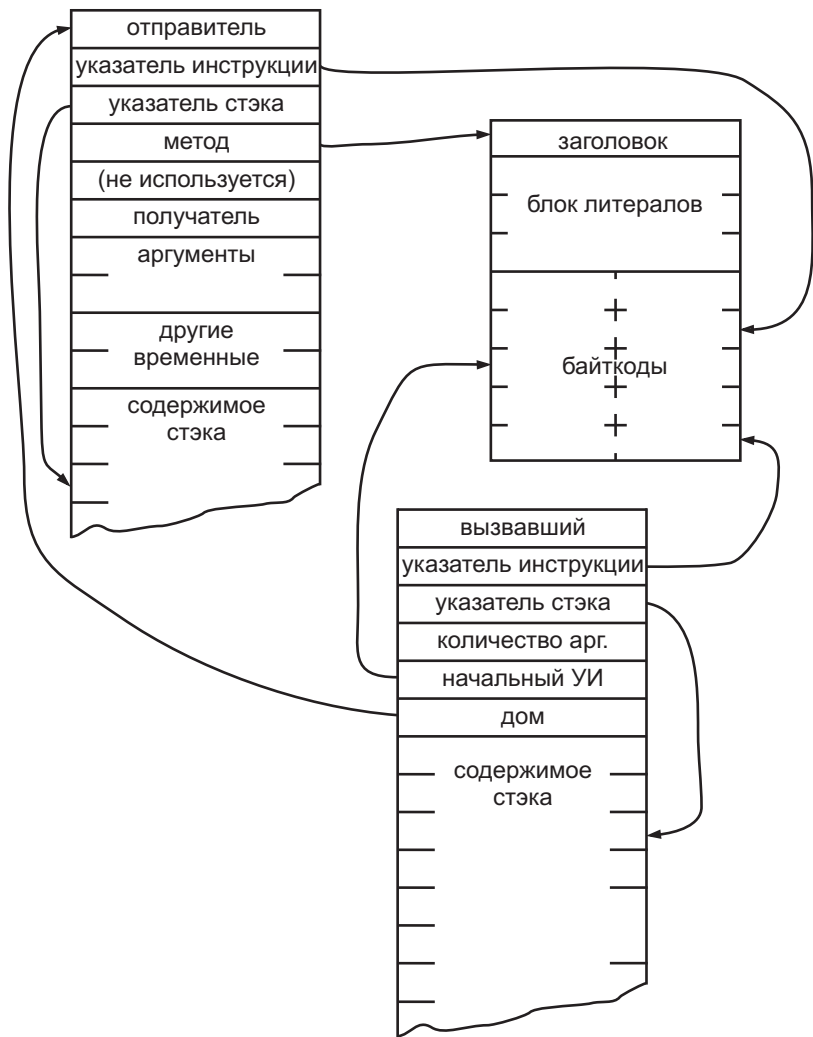 отправитель
указатель инструкции
указатель стэка
метод
(не используется)
получатель
аргументы
другие
временные
содержимое
стэка
заголовок
блок литералов
байткоды
вызвавший
указатель инструкции
указатель стэка
количество арг.
начальный УИ
дом
содержимое
стэка